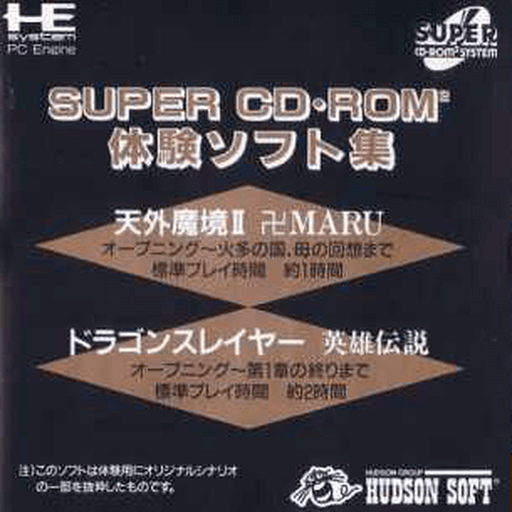 HE
system
PC Engine
SUPER
CD-ROM² SYSTEM
SUPER CD・ROM²
体験ソフト集
天外魔境II 卍MARU
オープニング～火多の国、母の回想まで
標準プレイ時間 約1時間
ドラゴンスレイヤー 英雄伝説
オープニング～第1章の終りまで
標準プレイ時間 約2時間
注)このソフトは体験用にオリジナルシナリオ
の一部を抜粋したものです。
HUDSON GROUP
HUDSON SOFT®